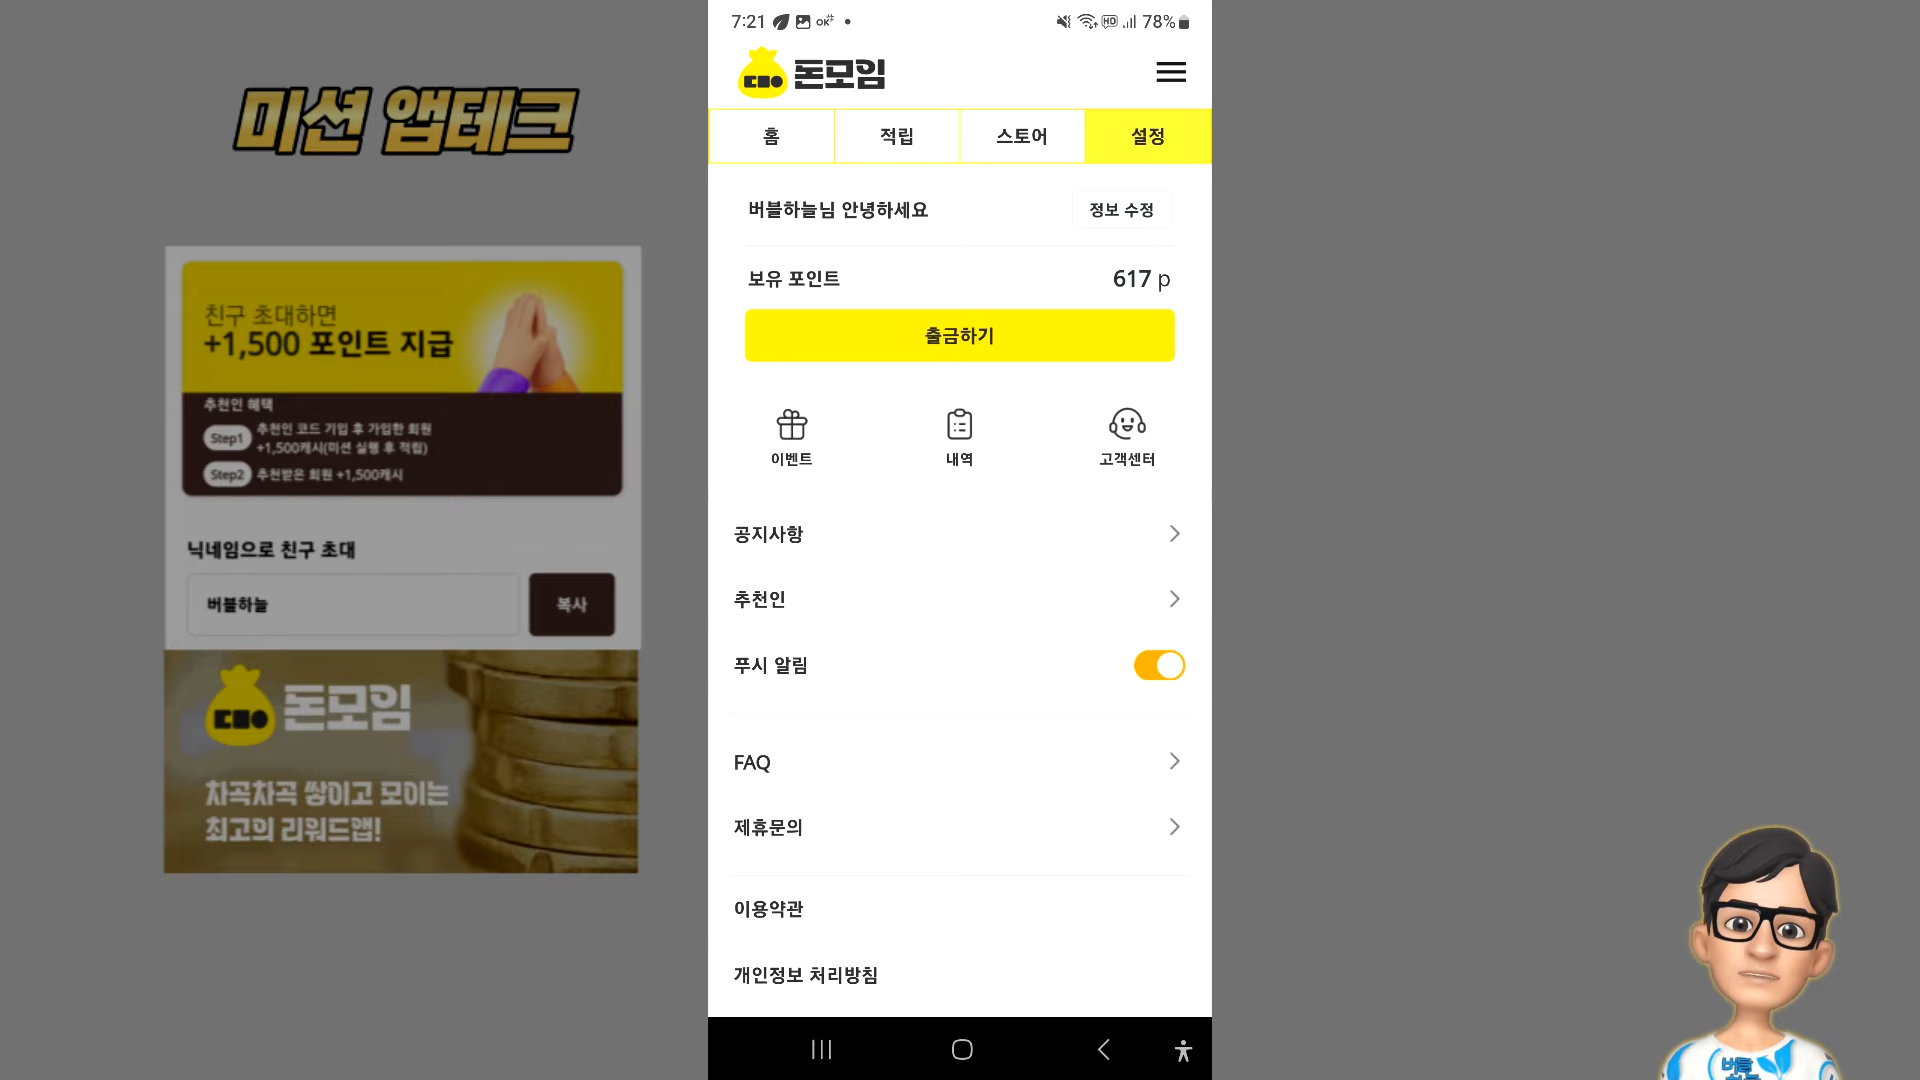 미션 앱테크
친구 초대하면
+1,500 포인트 지급
추천인 혜택
Step1 추천인 코드 기입 후 가입한 회원
+1,500캐시(미션 실행 후 적립)
Step2 추천받은 회원 +1,500캐시
닉네임으로 친구 초대
버블하늘 복사
돈모임
차곡차곡 쌓이고 모이는
최고의 리워드앱!
7:21 HD 78%
ㄷㅁㅇ 돈모임
홈 적립 스토어 설정
버블하늘님 안녕하세요 정보 수정
보유 포인트 617 p
출금하기
이벤트 내역 고객센터
공지사항
추천인
푸시 알림
FAQ
제휴문의
이용약관
개인정보 처리방침
버블